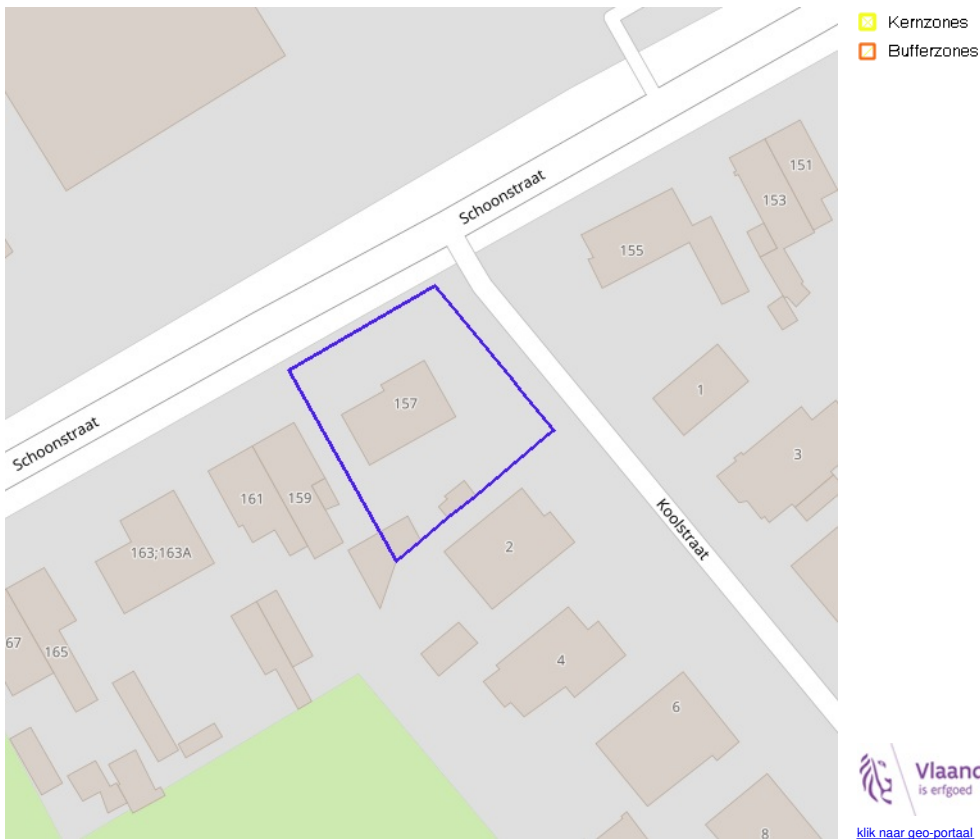 Kernzones
Bufferzones
Schoonstraat
151
153
155
157
1
Schoonstraat
161
159
3
163;163A
Koolstraat
2
67
165
4
6
8
Vlaand
is erfgoed
klik naar geo-portaal